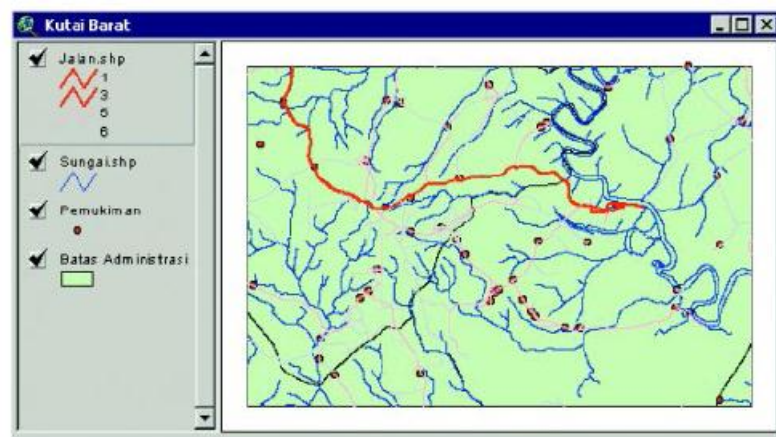 Kutai Barat
Jalan.shp
1
3
5
6
Sungai.shp
Pemukiman
Batas Administrasi